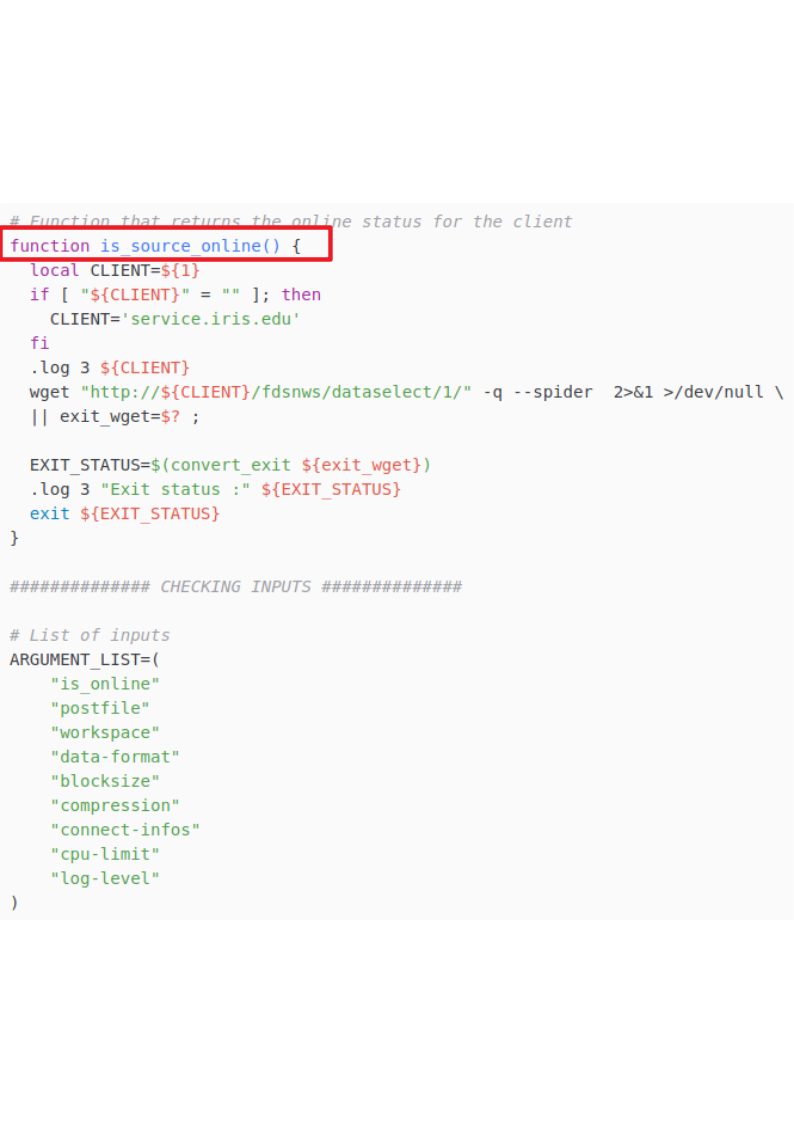 # Function that returns the online status for the client
function is_source_online() {
  local CLIENT=${1}
  if [ "${CLIENT}" = "" ]; then
    CLIENT='service.iris.edu'
  fi
  .log 3 ${CLIENT}
  wget "http://${CLIENT}/fdsnws/dataselect/1/" -q --spider  2>&1 >/dev/null \
  || exit_wget=$? ;

  EXIT_STATUS=$(convert_exit ${exit_wget})
  .log 3 "Exit status :" ${EXIT_STATUS}
  exit ${EXIT_STATUS}
}

############## CHECKING INPUTS ##############

# List of inputs
ARGUMENT_LIST=(
    "is_online"
    "postfile"
    "workspace"
    "data-format"
    "blocksize"
    "compression"
    "connect-infos"
    "cpu-limit"
    "log-level"
)